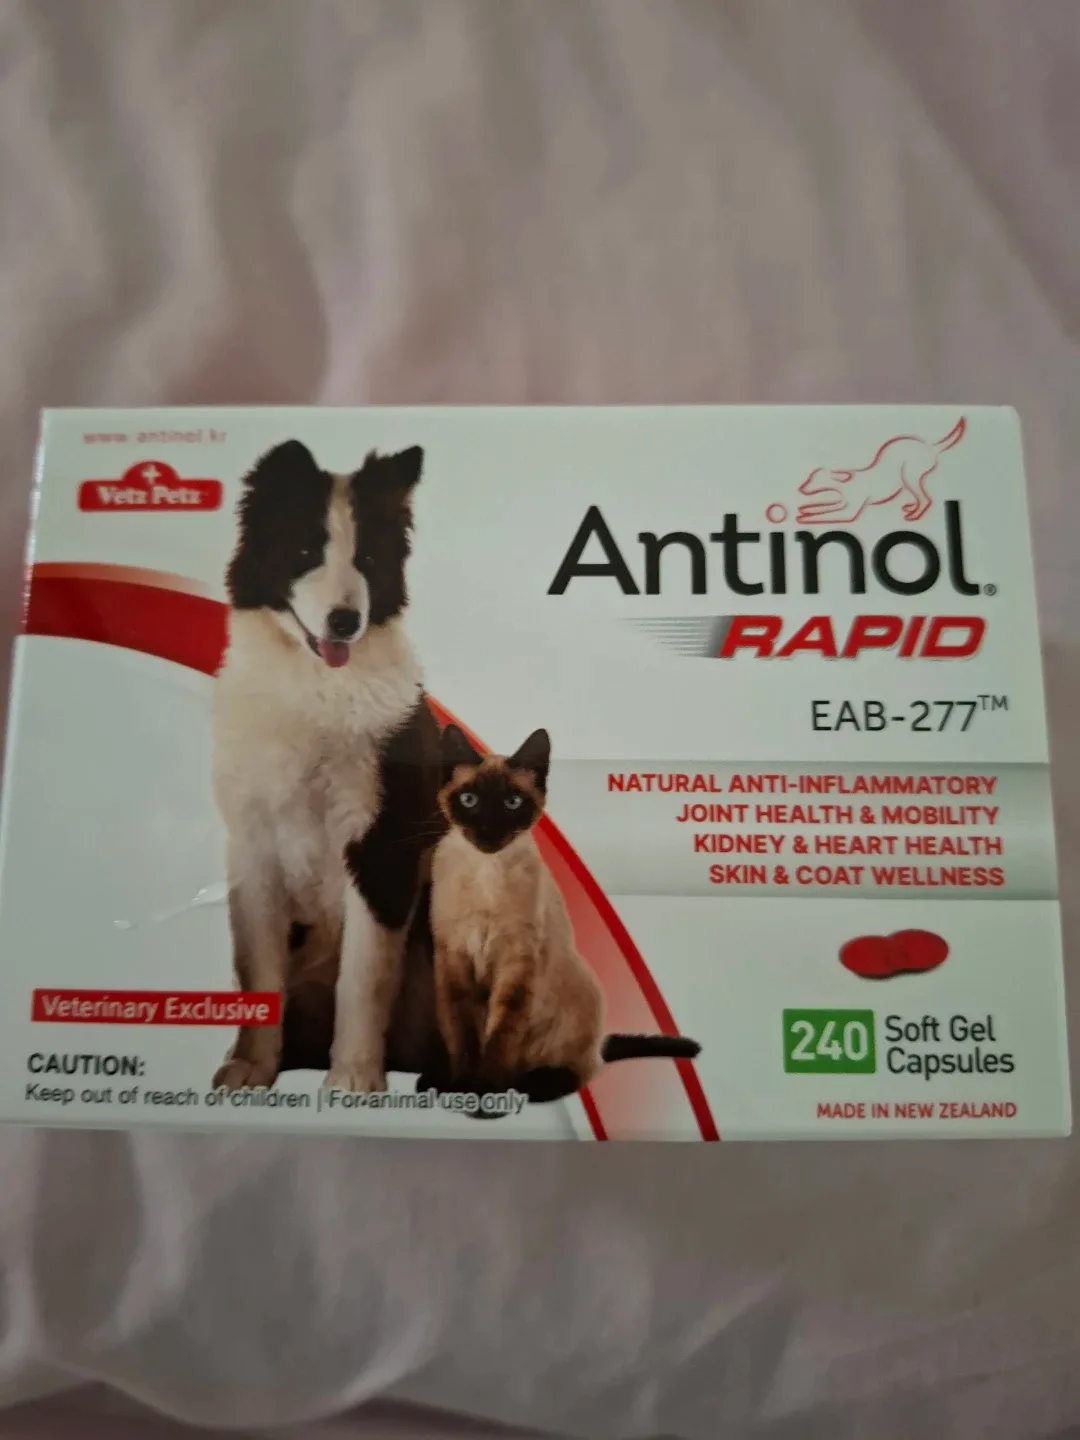 www.antinol.kr
Vetz Petz
Antinol®
RAPID
EAB-277™
NATURAL ANTI-INFLAMMATORY
JOINT HEALTH & MOBILITY
KIDNEY & HEART HEALTH
SKIN & COAT WELLNESS
Veterinary Exclusive
240 Soft Gel
Capsules
CAUTION:
Keep out of reach of children | For animal use only
MADE IN NEW ZEALAND